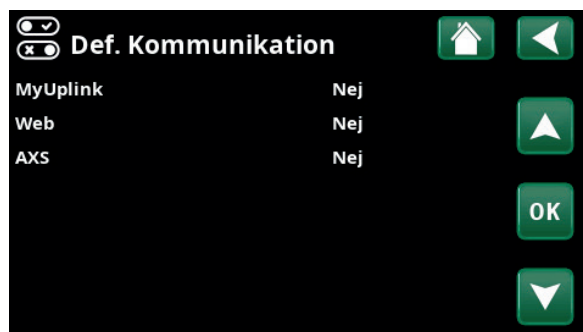 Def. Kommunikation
MyUplink Nej
Web Nej
AXS Nej
OK